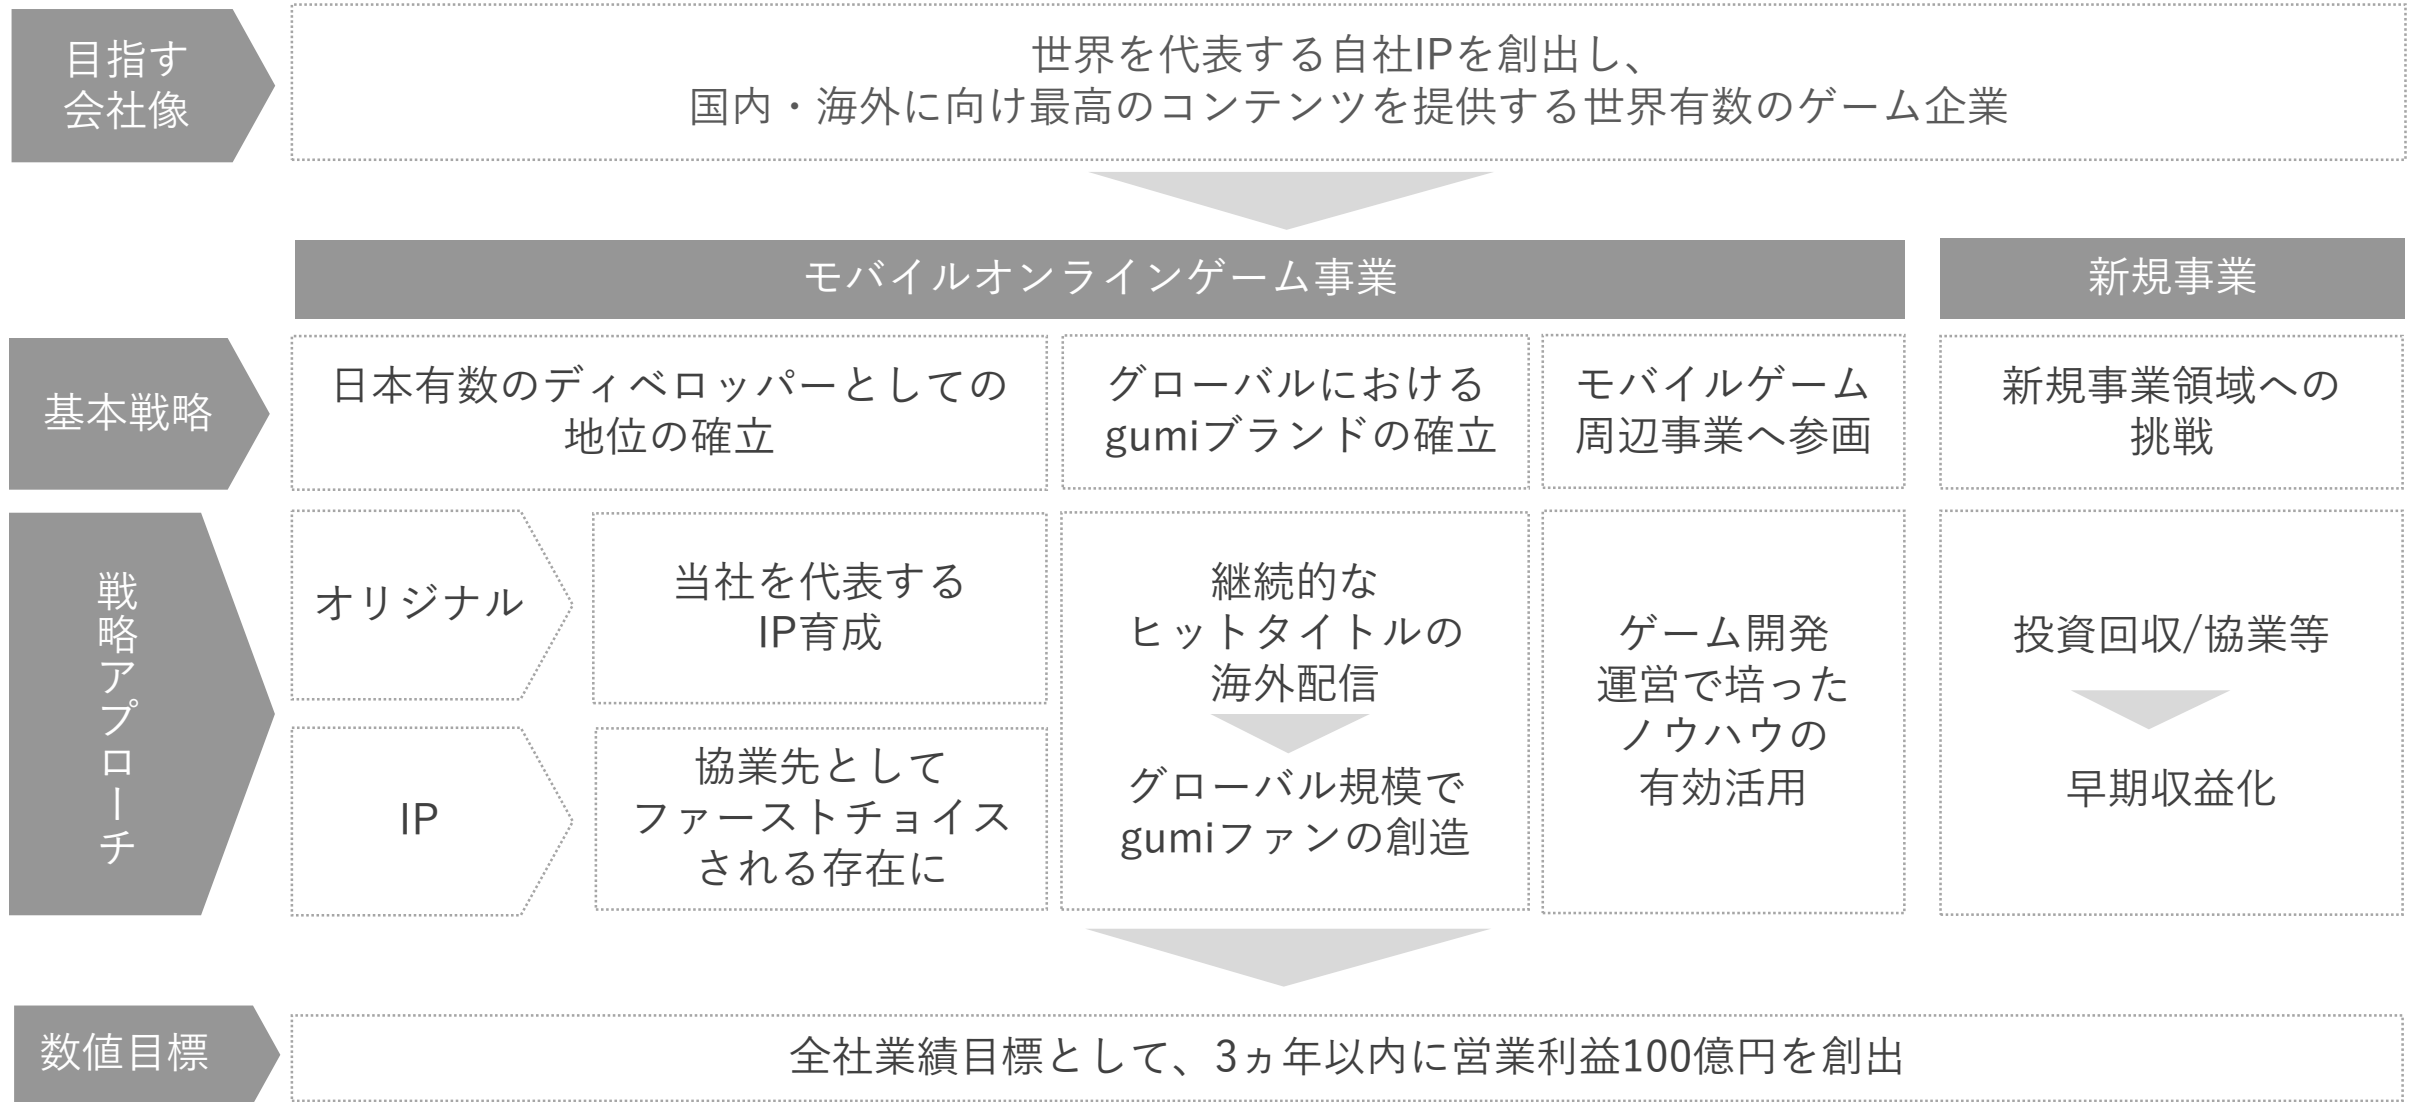 目指す
会社像
世界を代表する自社IPを創出し、
国内・海外に向け最高のコンテンツを提供する世界有数のゲーム企業
モバイルオンラインゲーム事業
新規事業
基本戦略
日本有数のディベロッパーとしての
地位の確立
グローバルにおける
gumiブランドの確立
モバイルゲーム
周辺事業へ参画
新規事業領域への
挑戦
戦略アプローチ
オリジナル
当社を代表する
IP育成
IP
協業先として
ファーストチョイス
される存在に
継続的な
ヒットタイトルの
海外配信
グローバル規模で
gumiファンの創造
ゲーム開発
運営で培った
ノウハウの
有効活用
投資回収/協業等
早期収益化
数値目標
全社業績目標として、3ヵ年以内に営業利益100億円を創出